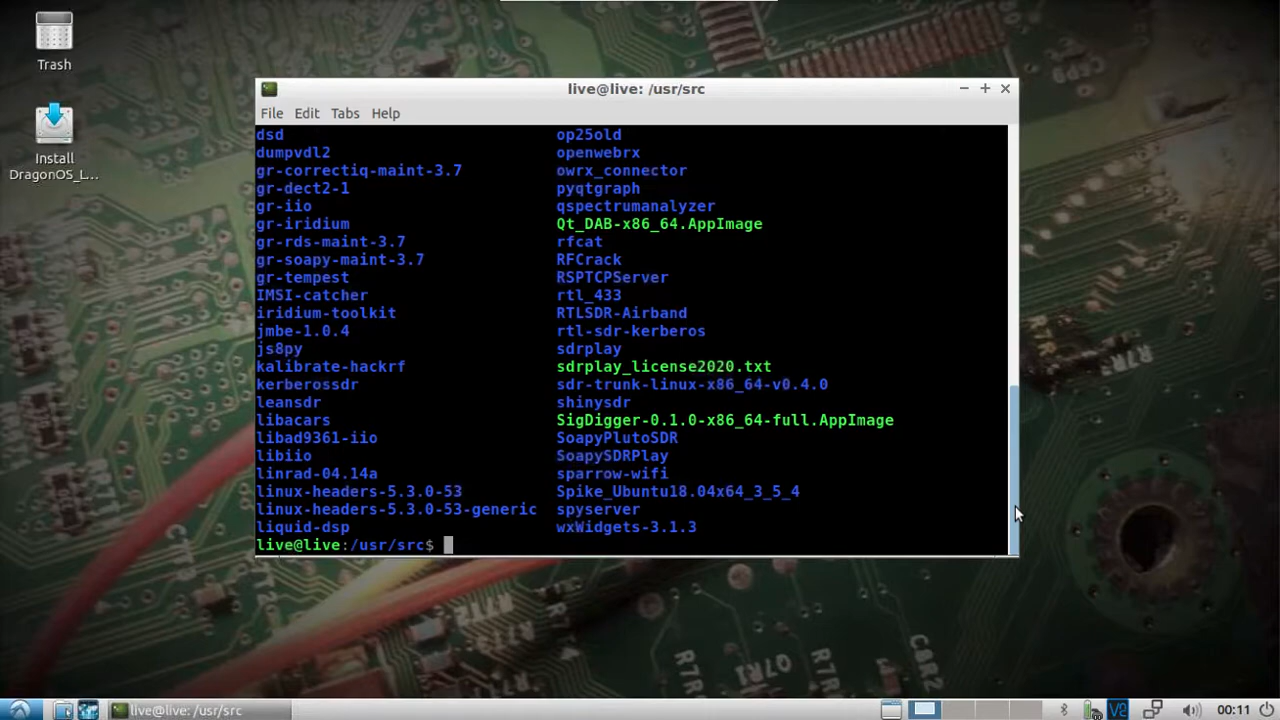 Trash
Install
DragonOS_L...
live@live: /usr/src
File Edit Tabs Help
dsd op25old
dumpvdl2 openwebrx
gr-correctiq-maint-3.7 owrx_connector
gr-dect2-1 pyqtgraph
gr-iio qspectrumanalyzer
gr-iridium Qt_DAB-x86_64.AppImage
gr-rds-maint-3.7 rfcat
gr-soapy-maint-3.7 RFCrack
gr-tempest RSPTCPServer
IMSI-catcher rtl_433
iridium-toolkit RTLSDR-Airband
jmbe-1.0.4 rtl-sdr-kerberos
js8py sdrplay
kalibrate-hackrf sdrplay_license2020.txt
kerberossdr sdr-trunk-linux-x86_64-v0.4.0
leansdr shinysdr
libacars SigDigger-0.1.0-x86_64-full.AppImage
libad9361-iio SoapyPlutoSDR
libiio SoapySDRPlay
linrad-04.14a sparrow-wifi
linux-headers-5.3.0-53 Spike_Ubuntu18.04x64_3_5_4
linux-headers-5.3.0-53-generic spyserver
liquid-dsp wxWidgets-3.1.3
live@live:/usr/src$
live@live: /usr/src
00:11